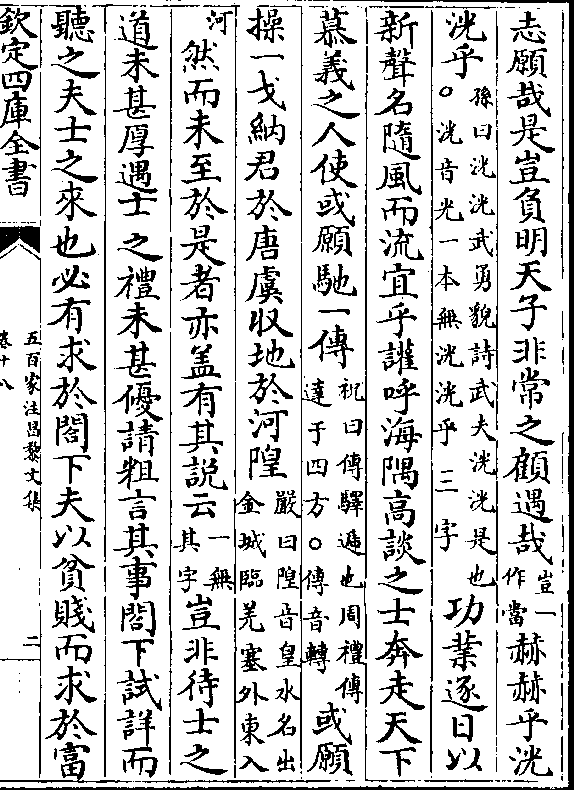 志願哉是豈負明天子非常之顧遇哉豈一作當赫赫乎洸
洸乎孫曰洸洸武勇貌詩武夫洸洸是也○洸音光一本無洸洸乎三字功業逐日以
新聲名隨風而流宜乎讙呼海隅高談之士奔走天下
慕義之人使或願馳一傳祝曰傳驛遞也周禮傳達于四方○傳音轉或願
操一戈納君於唐虞収地於河隍嚴曰隍音皇水名出金城臨羌塞外東入
河然而未至於是者亦盖有其説云一無其字豈非待士之
道未甚厚遇士之禮未甚優請粗言其事閤下試詳而
聽之夫士之來也必有求於閤下夫以貧賤而求於富
欽定四庫全書
五百家注昌黎文集
卷十八
二